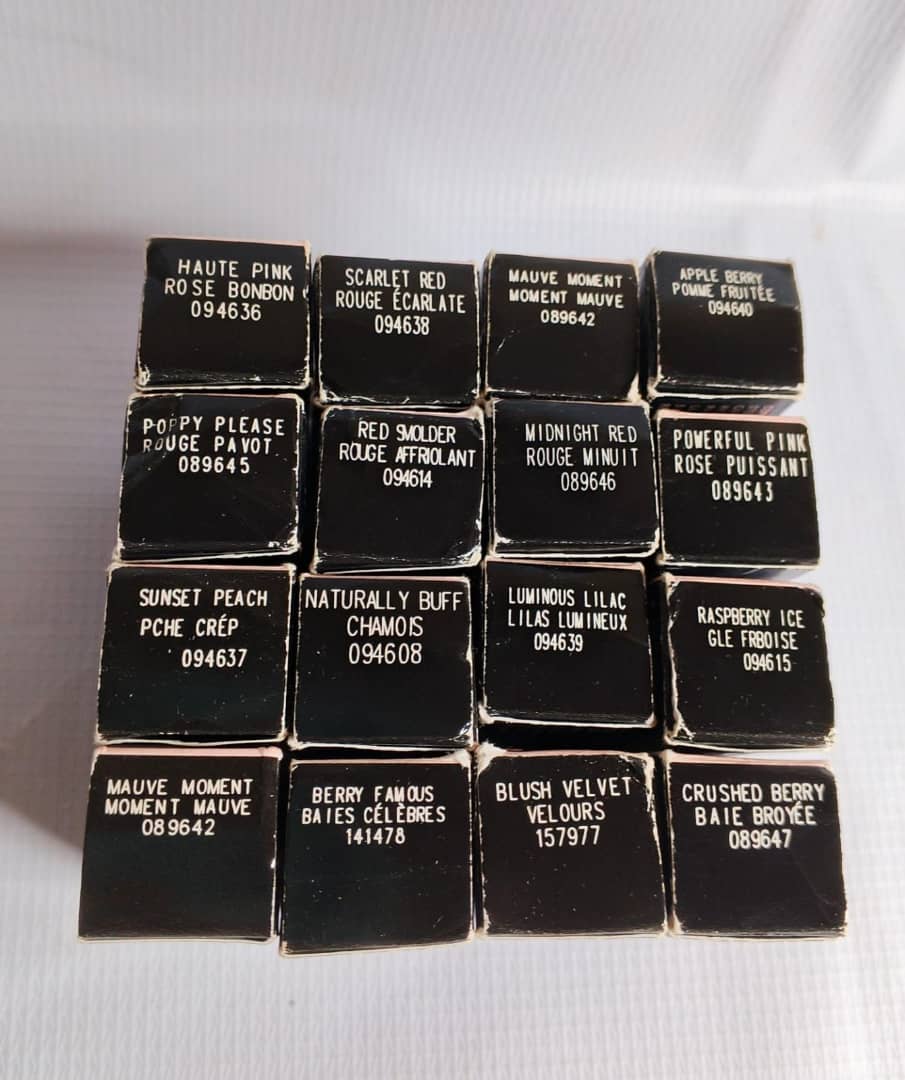 HAUTE PINK
ROSE BONBON
094636
SCARLET RED
ROUGE ÉCARLATE
094638
MAUVE MOMENT
MOMENT MAUVE
089642
APPLE BERRY
POMME FRUITÉE
094640
POPPY PLEASE
ROUGE PAVOT
089645
RED SMOLDER
ROUGE AFFRIOLANT
094614
MIDNIGHT RED
ROUGE MINUIT
089646
POWERFUL PINK
ROSE PUISSANT
089643
SUNSET PEACH
PCHE CRÉP
094637
NATURALLY BUFF
CHAMOIS
094608
LUMINOUS LILAC
LILAS LUMINEUX
094639
RASPBERRY ICE
GLE FRBOISE
094615
MAUVE MOMENT
MOMENT MAUVE
089642
BERRY FAMOUS
BAIES CÉLÈBRES
141478
BLUSH VELVET
VELOURS
157977
CRUSHED BERRY
BAIE BROYÉE
089647